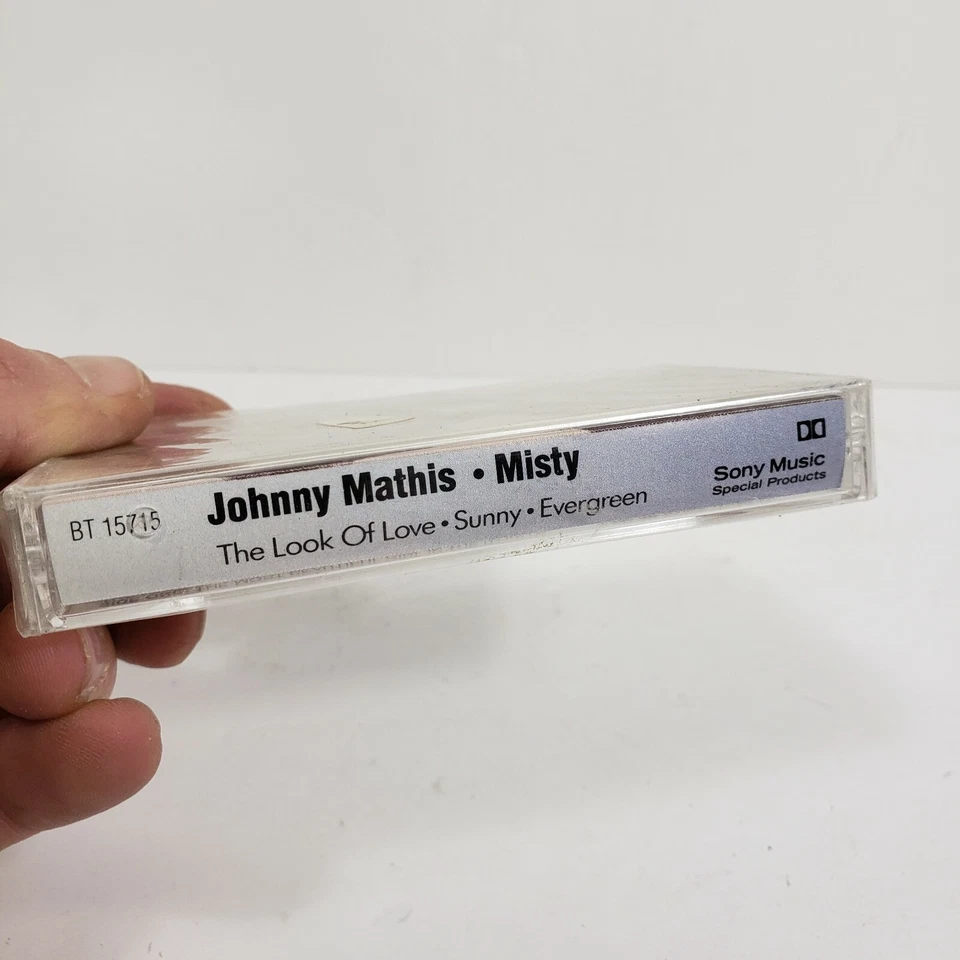 BT 15715
Johnny Mathis • Misty
The Look Of Love • Sunny • Evergreen
Sony Music
Special Products